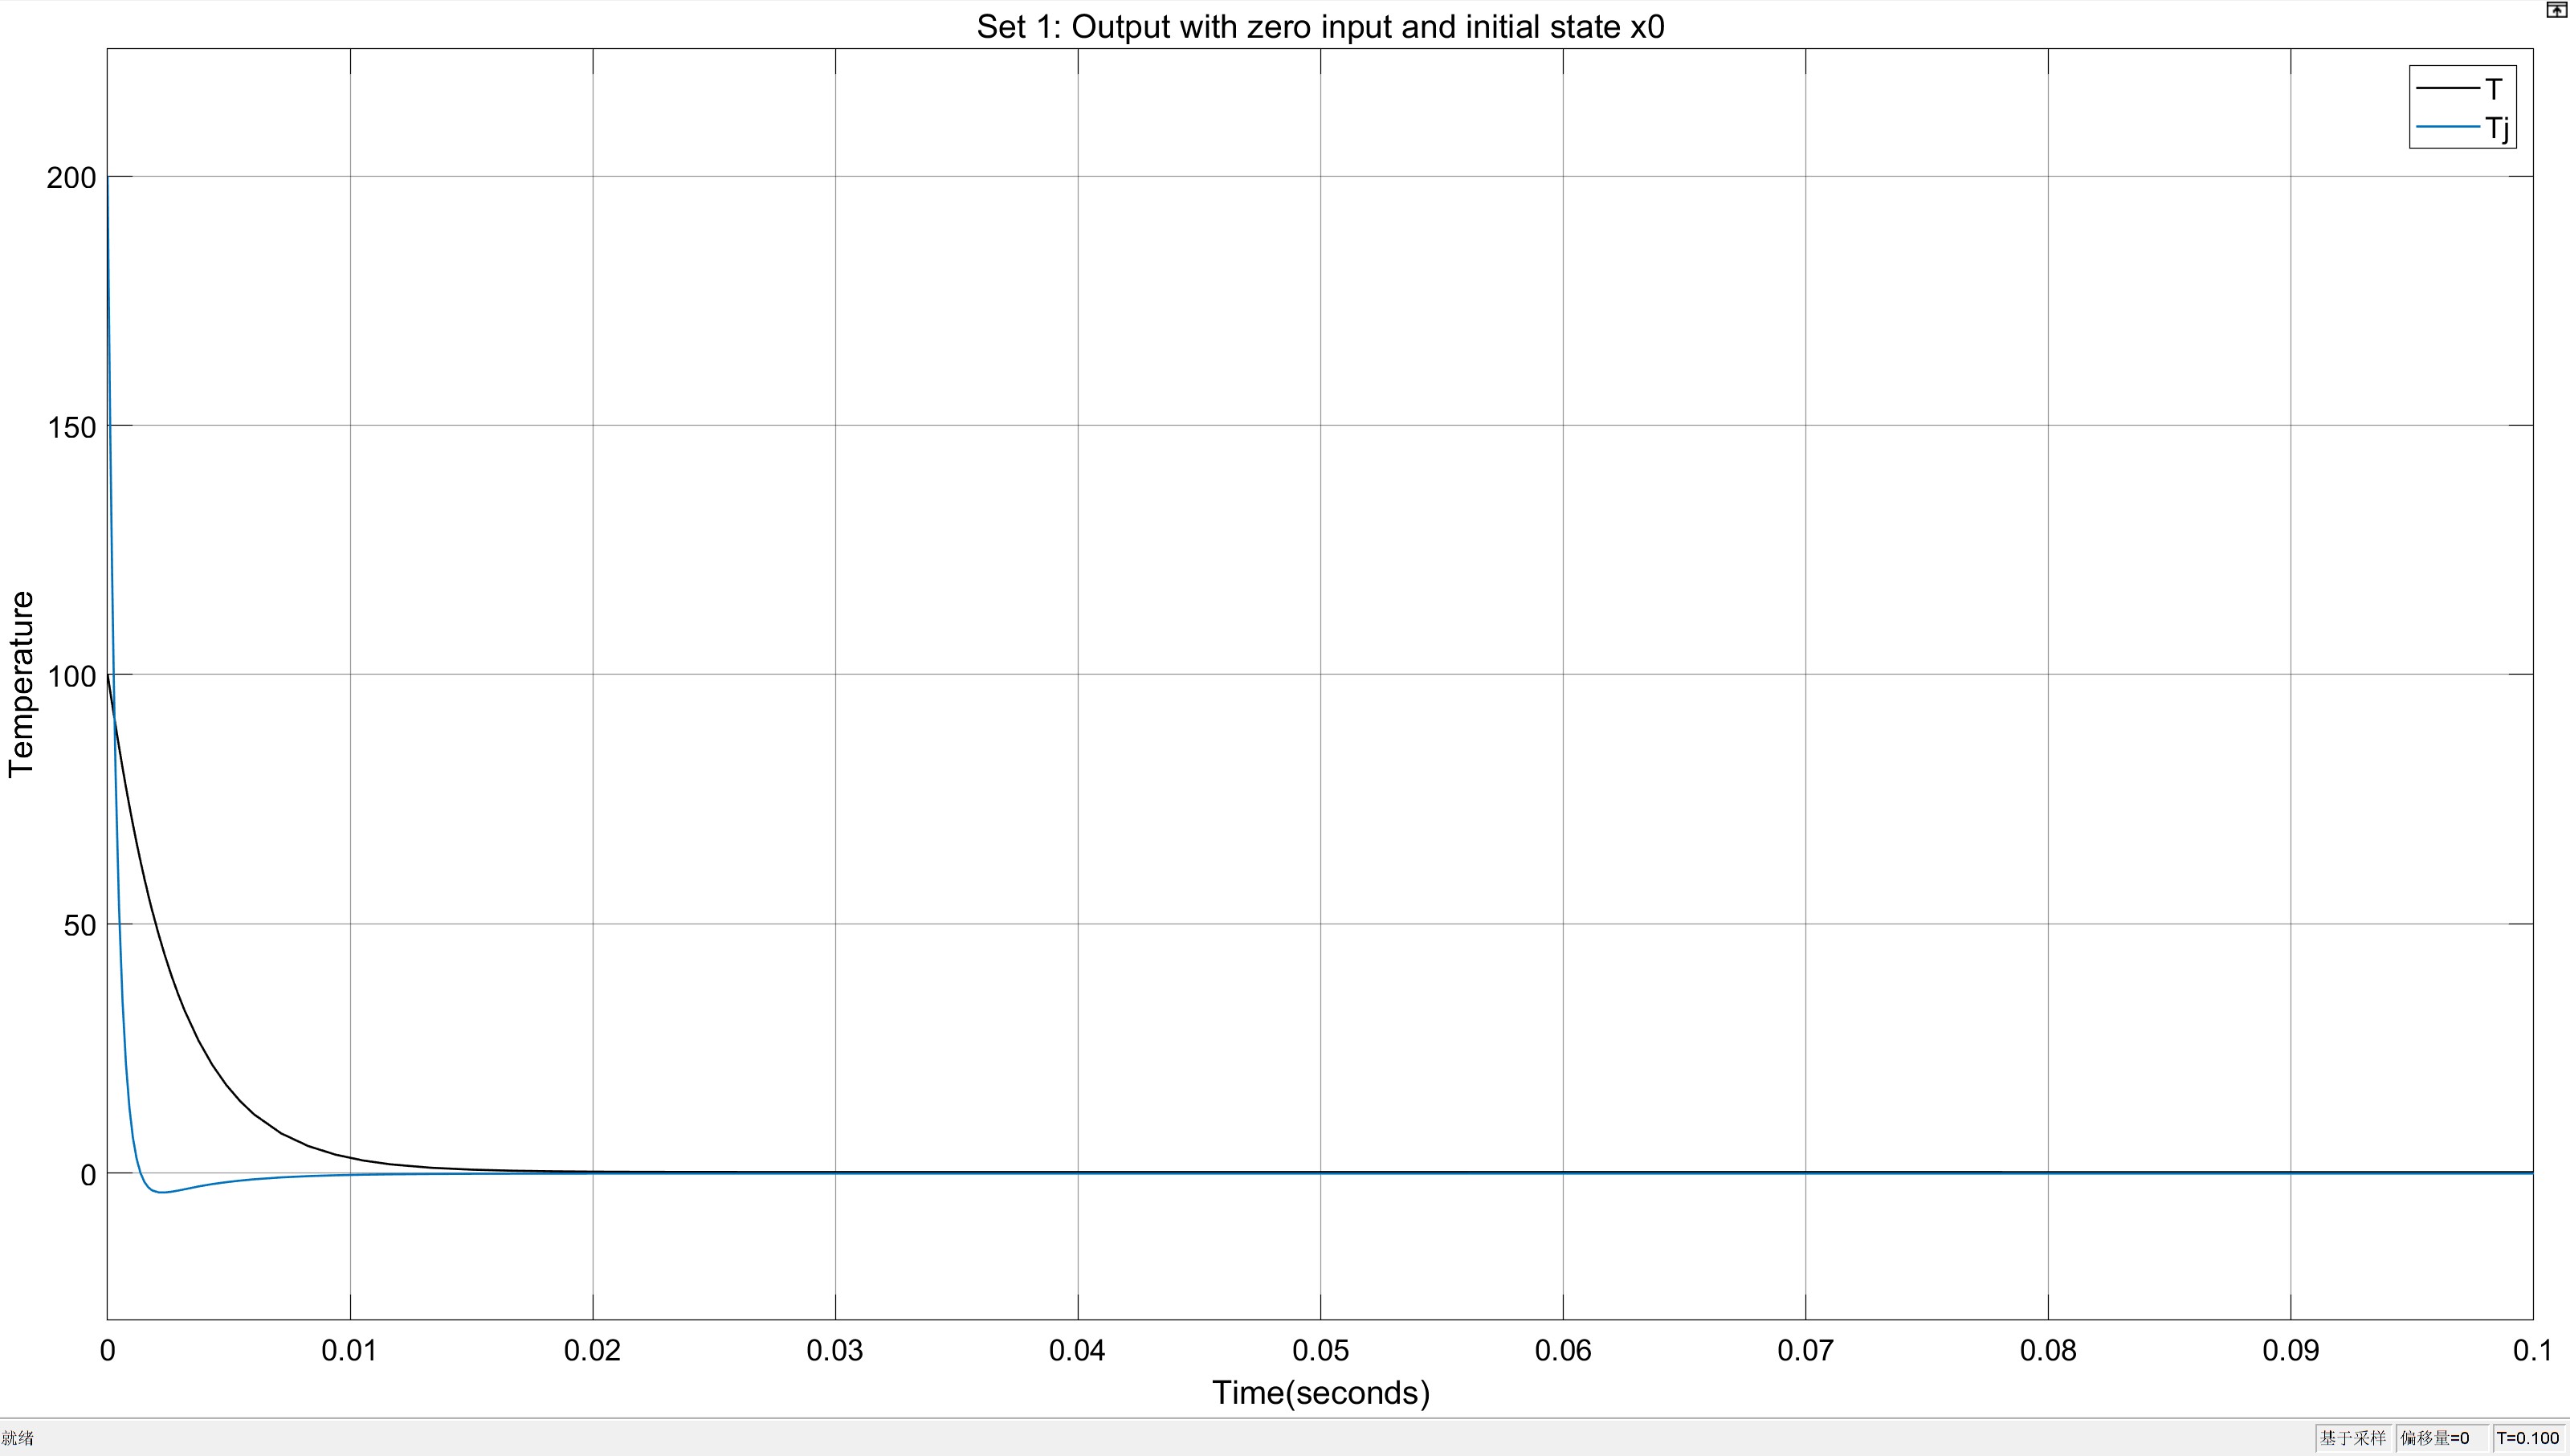 Set 1: Output with zero input and initial state x0
T
Tj
200
150
100
50
0
Temperature
0 0.01 0.02 0.03 0.04 0.05 0.06 0.07 0.08 0.09 0.1
Time(seconds)
就绪 基于采样 偏移量=0 T=0.100